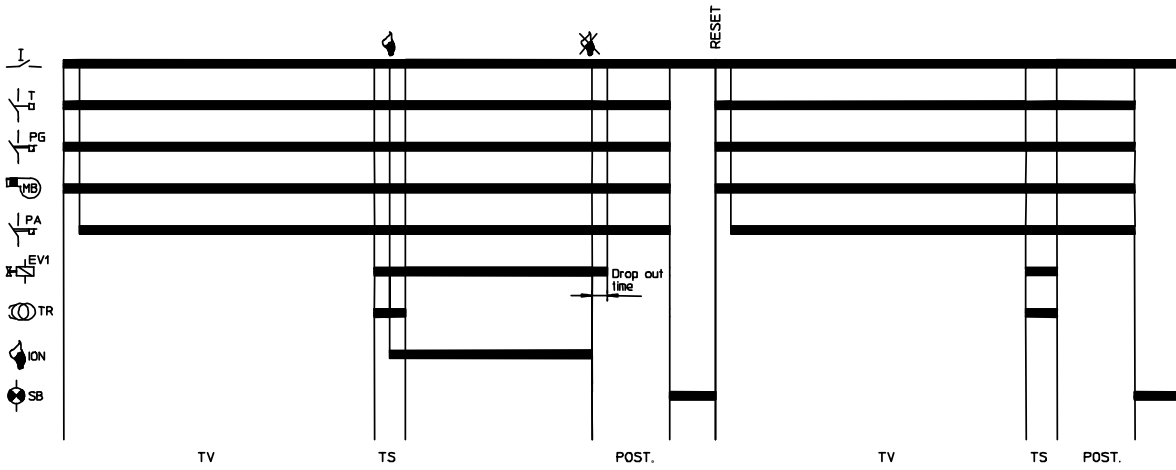 RESET
I
T
PG
MB
PA
EV1
Drop out
time
TR
ION
SB
TV TS POST. TV TS POST.